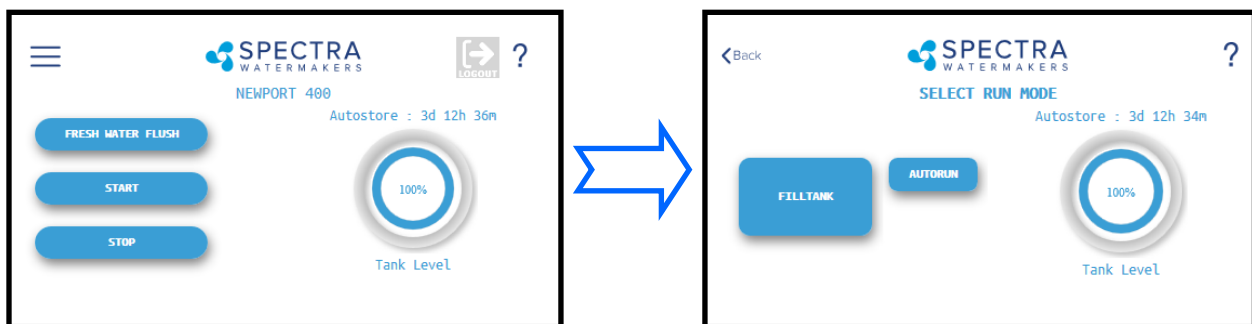 SPECTRA
WATERMAKERS
LOGOUT
?
NEWPORT 400
Autostore : 3d 12h 36m
FRESH WATER FLUSH
START
STOP
100%
Tank Level
Back
SPECTRA
WATERMAKERS
?
SELECT RUN MODE
Autostore : 3d 12h 34m
FILLTANK
AUTORUN
100%
Tank Level